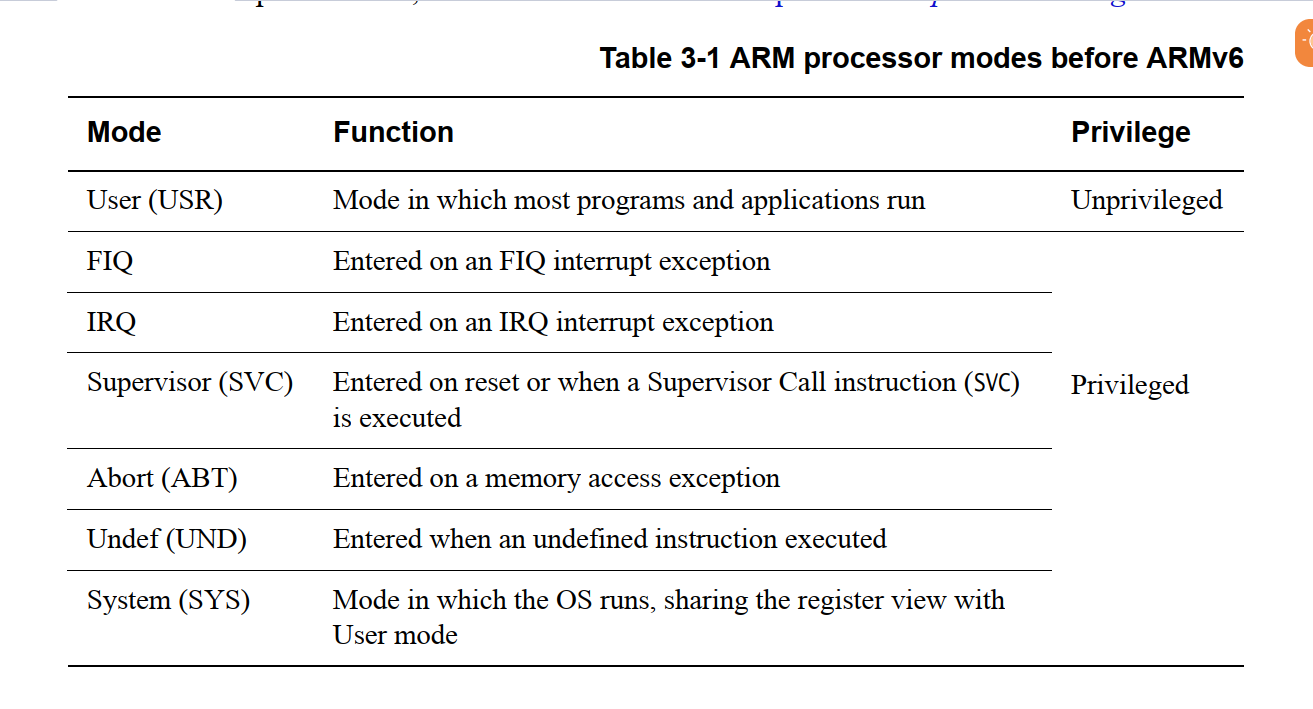 Table 3-1 ARM processor modes before ARMv6
Mode Function Privilege
User (USR) Mode in which most programs and applications run Unprivileged
FIQ Entered on an FIQ interrupt exception
IRQ Entered on an IRQ interrupt exception
Supervisor (SVC) Entered on reset or when a Supervisor Call instruction (SVC) Privileged
is executed
Abort (ABT) Entered on a memory access exception
Undef (UND) Entered when an undefined instruction executed
System (SYS) Mode in which the OS runs, sharing the register view with
User mode